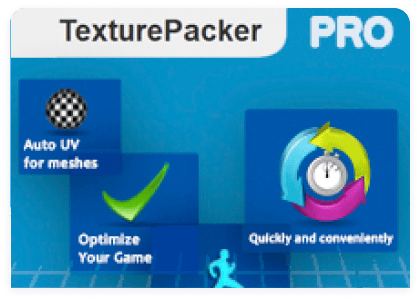 TexturePacker
PRO
Auto UV
for meshes
Optimize
Your Game
Quickly and conveniently